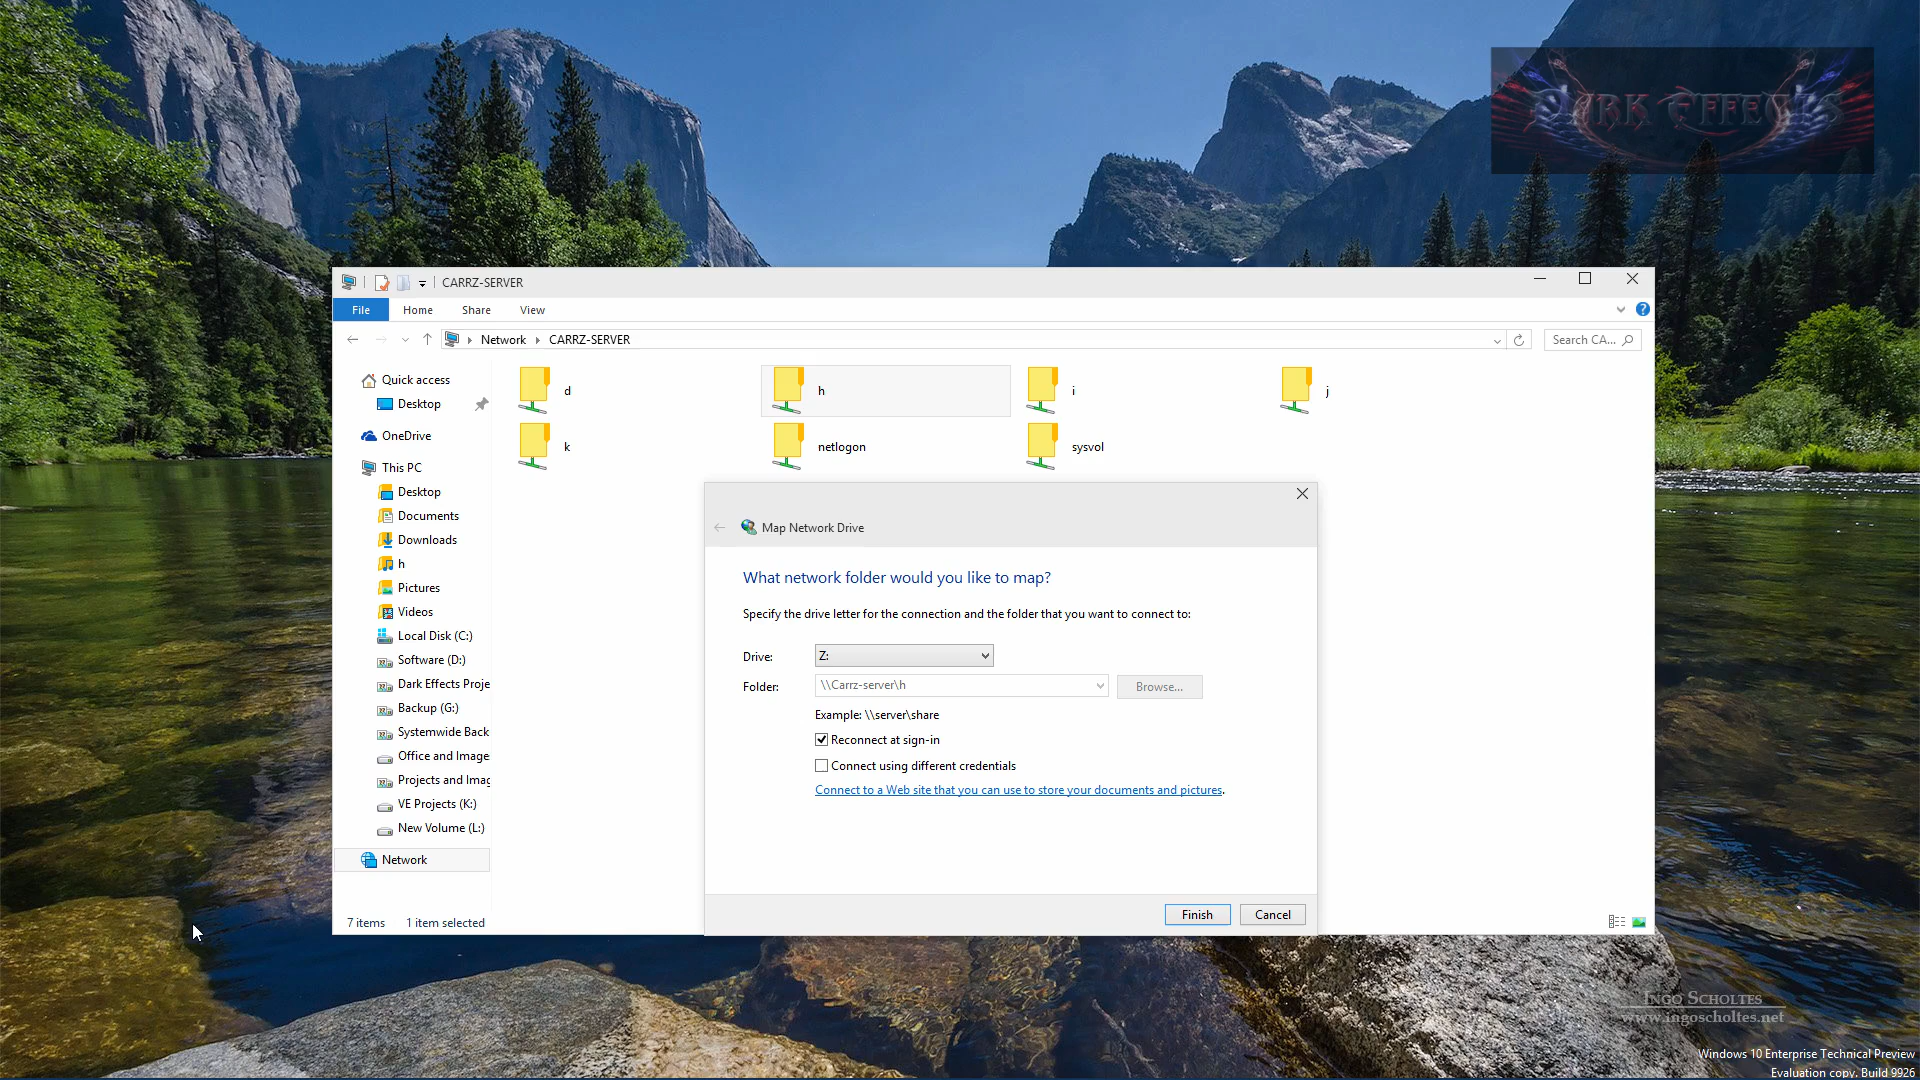 DARK EFFECTS
CARRZ-SERVER
File Home Share View
Network CARRZ-SERVER
Search CA...
Quick access
Desktop
OneDrive
This PC
Desktop
Documents
Downloads
h
Pictures
Videos
Local Disk (C:)
Software (D:)
Dark Effects Proje
Backup (G:)
Systemwide Back
Office and Image
Projects and Imag
VE Projects (K:)
New Volume (L:)
Network
d h i j
k netlogon sysvol
Map Network Drive
What network folder would you like to map?
Specify the drive letter for the connection and the folder that you want to connect to:
Drive: Z:
Folder: \\Carrz-server\h Browse...
Example: \\server\share
Reconnect at sign-in
Connect using different credentials
Connect to a Web site that you can use to store your documents and pictures.
Finish Cancel
7 items 1 item selected
INGO SCHOLTES
www.ingoscholtes.net
Windows 10 Enterprise Technical Preview
Evaluation copy. Build 9926